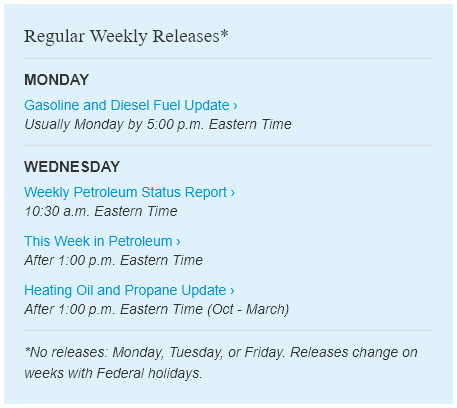 Regular Weekly Releases*
MONDAY
Gasoline and Diesel Fuel Update ›
Usually Monday by 5:00 p.m. Eastern Time
WEDNESDAY
Weekly Petroleum Status Report ›
10:30 a.m. Eastern Time
This Week in Petroleum ›
After 1:00 p.m. Eastern Time
Heating Oil and Propane Update ›
After 1:00 p.m. Eastern Time (Oct - March)
*No releases: Monday, Tuesday, or Friday. Releases change on
weeks with Federal holidays.